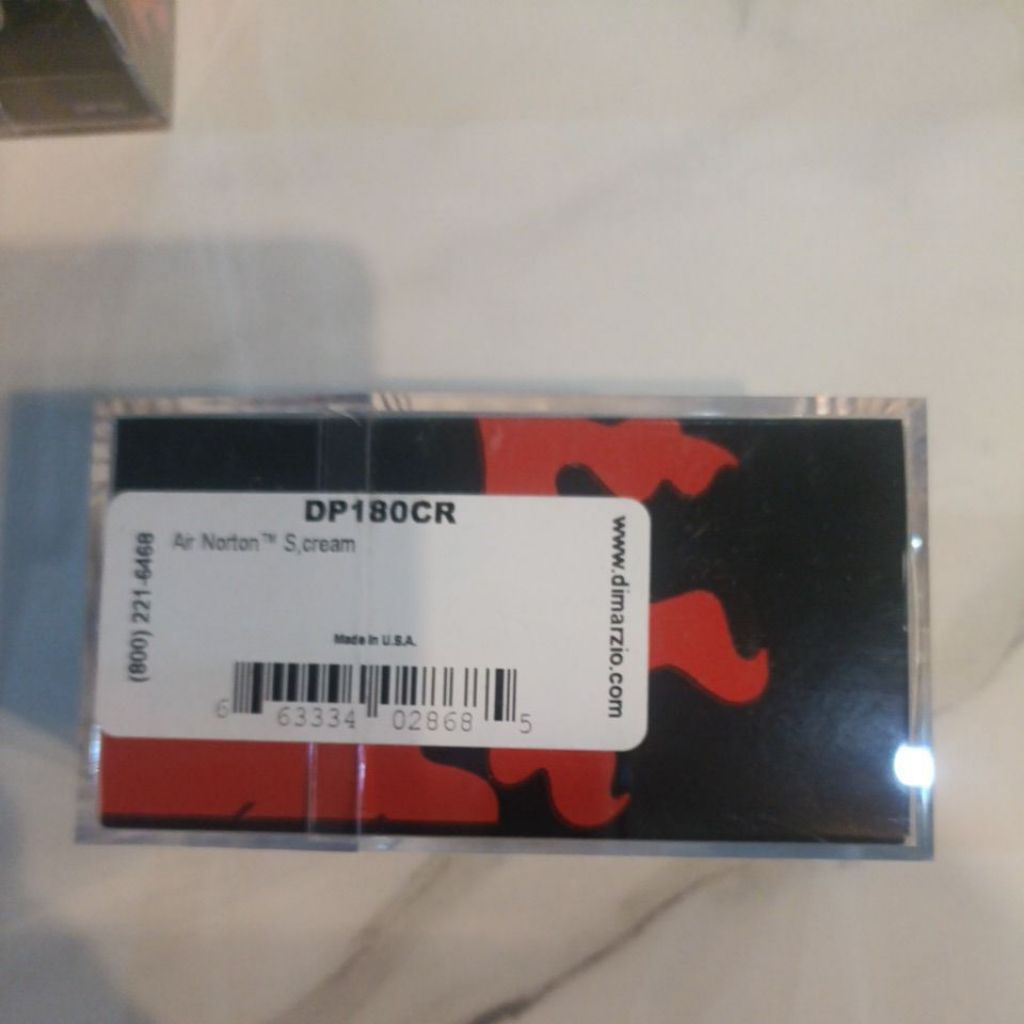 DP180CR
Air Norton™ S,cream
(800) 221-6468
www.dimarzio.com
Made in U.S.A.
6 63334 02868 5